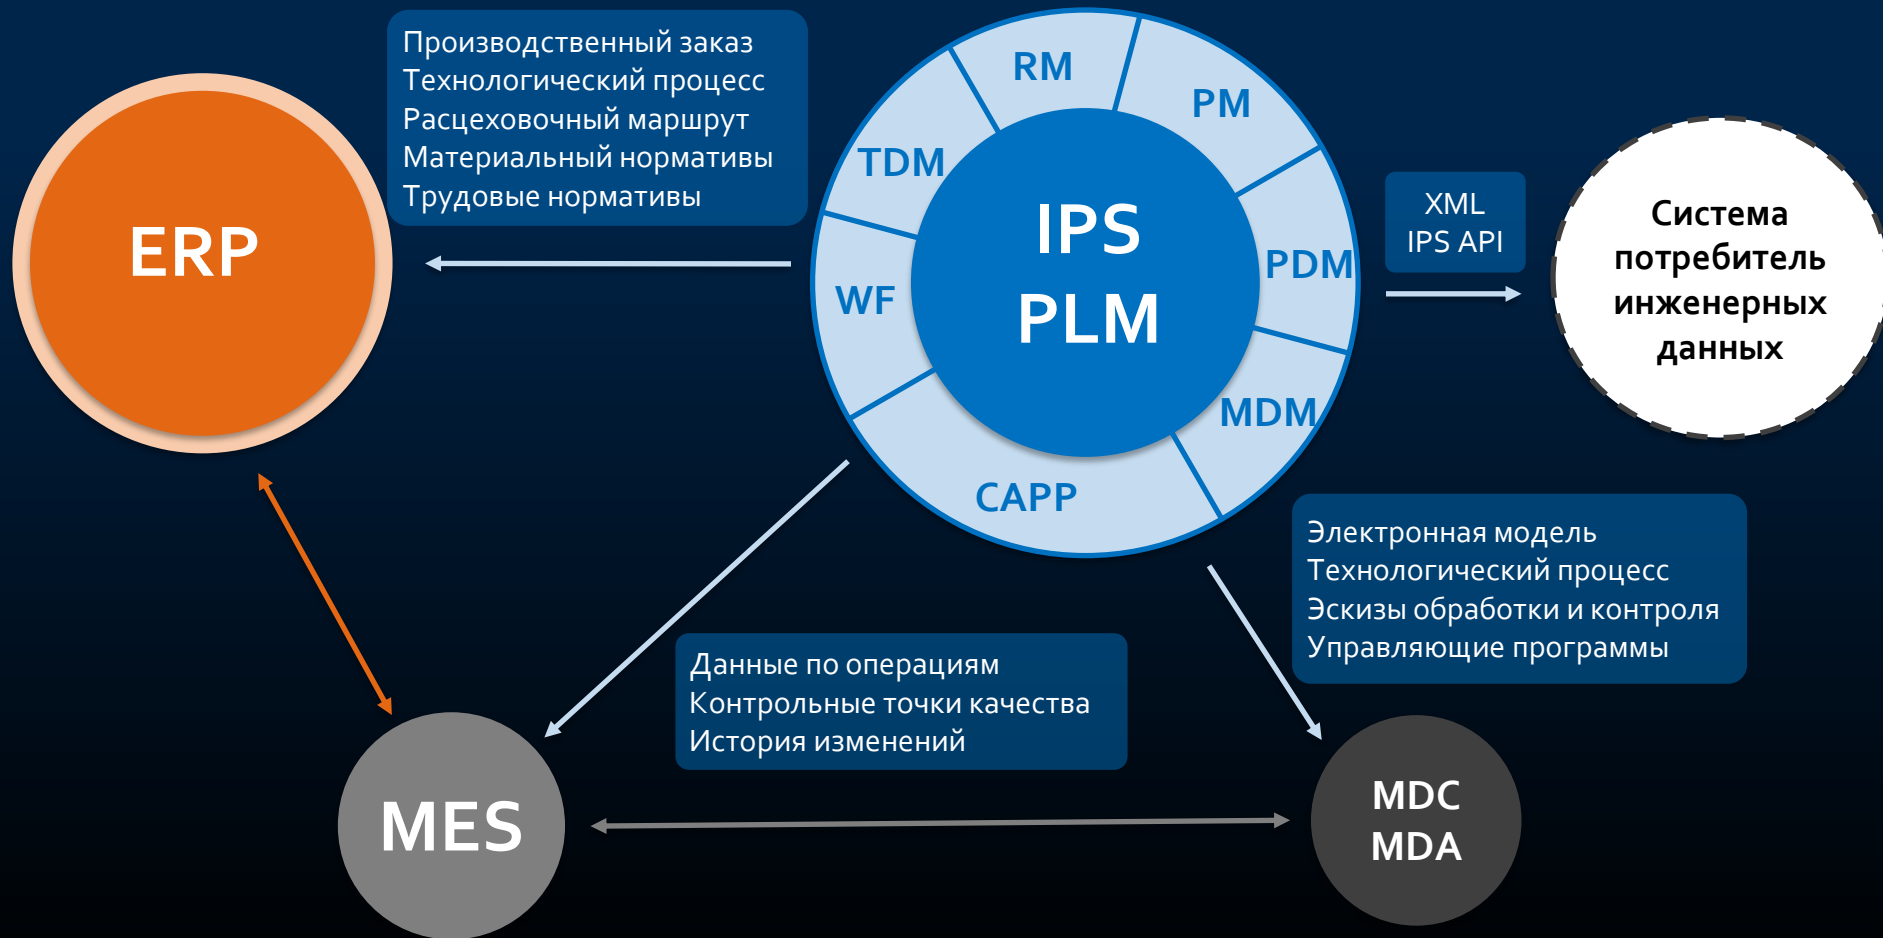 Производственный заказ
Технологический процесс
Расцеховочный маршрут
Материальный нормативы
Трудовые нормативы
ERP
RM
PM
TDM
PDM
WF
MDM
CAPP
IPS
PLM
XML
IPS API
Система
потребитель
инженерных
данных
Электронная модель
Технологический процесс
Эскизы обработки и контроля
Управляющие программы
Данные по операциям
Контрольные точки качества
История изменений
MES
MDC
MDA